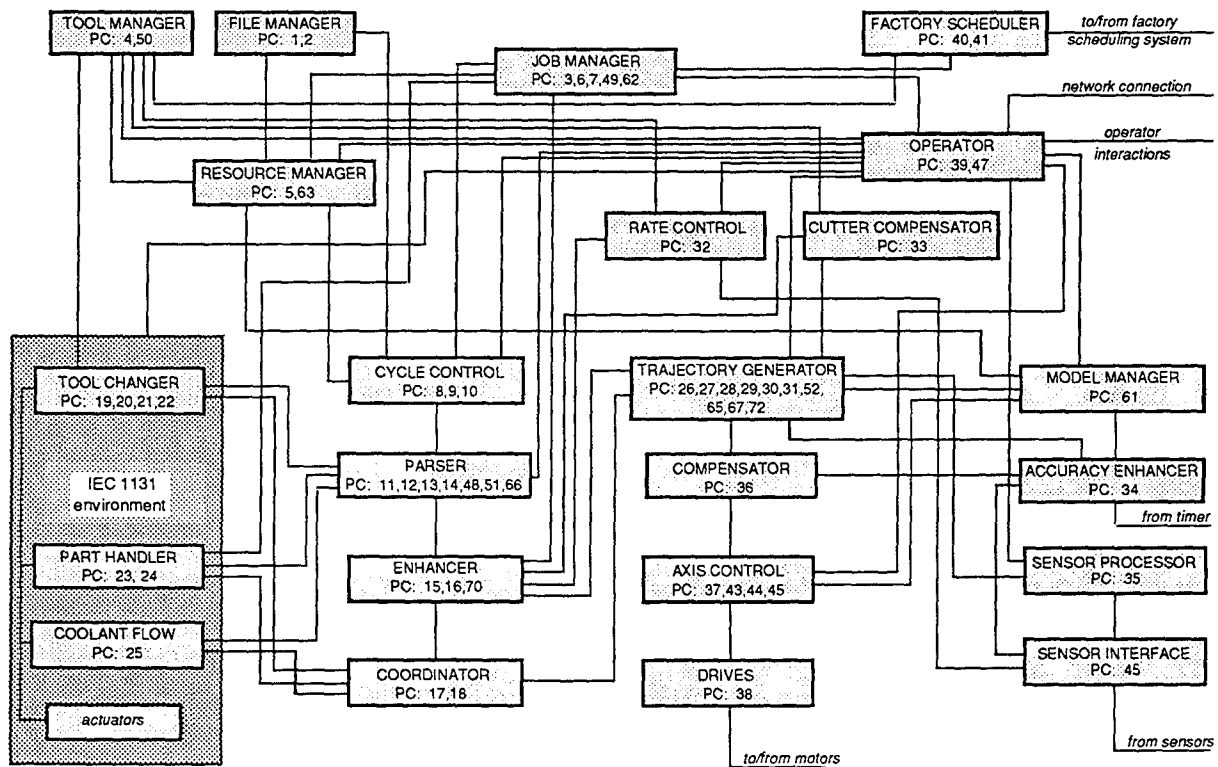 TOOL MANAGER
PC: 4,50
FILE MANAGER
PC: 1,2
JOB MANAGER
PC: 3,6,7,49,62
FACTORY SCHEDULER
PC: 40,41
to/from factory
scheduling system
network connection
OPERATOR
PC: 39,47
operator
interactions
RESOURCE MANAGER
PC: 5,63
RATE CONTROL
PC: 32
CUTTER COMPENSATOR
PC: 33
TOOL CHANGER
PC: 19,20,21,22
CYCLE CONTROL
PC: 8,9,10
TRAJECTORY GENERATOR
PC: 26,27,28,29,30,31,52,
65,67,72
MODEL MANAGER
PC: 61
IEC 1131
environment
PARSER
PC: 11,12,13,14,48,51,66
COMPENSATOR
PC: 36
ACCURACY ENHANCER
PC: 34
from timer
PART HANDLER
PC: 23, 24
ENHANCER
PC: 15,16,70
AXIS CONTROL
PC: 37,43,44,45
SENSOR PROCESSOR
PC: 35
COOLANT FLOW
PC: 25
COORDINATOR
PC: 17,18
DRIVES
PC: 38
SENSOR INTERFACE
PC: 45
actuators
to/from motors
from sensors